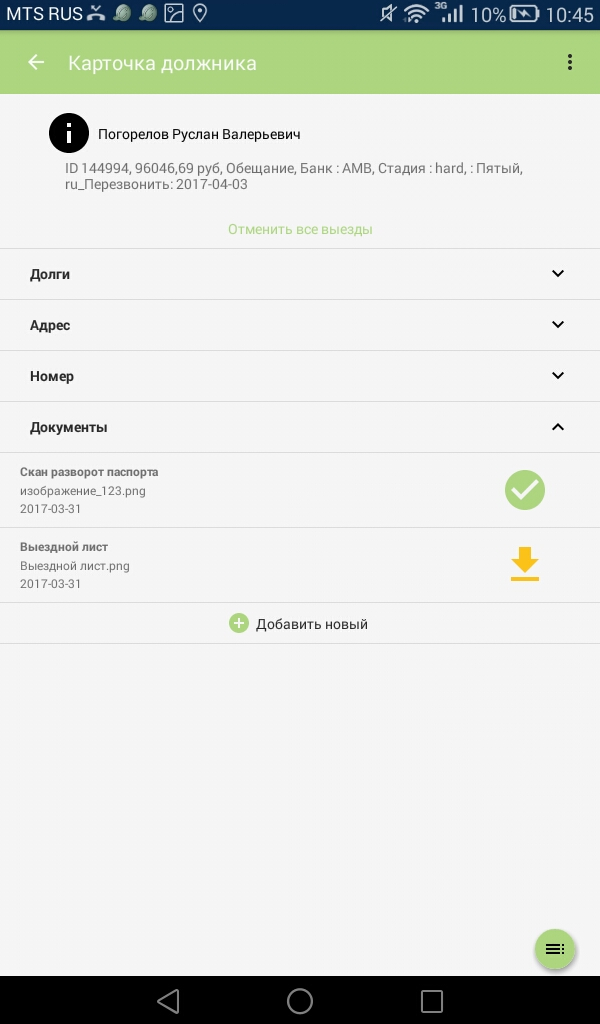 MTS RUS 3G 10% 10:45
Карточка должника
Погорелов Руслан Валерьевич
ID 144994, 96046,69 руб, Обещание, Банк : АМВ, Стадия : hard, : Пятый,
ru_Перезвонить: 2017-04-03
Отменить все выезды
Долги
Адрес
Номер
Документы
Скан разворот паспорта
изображение_123.png
2017-03-31
Выездной лист
Выездной лист.png
2017-03-31
Добавить новый